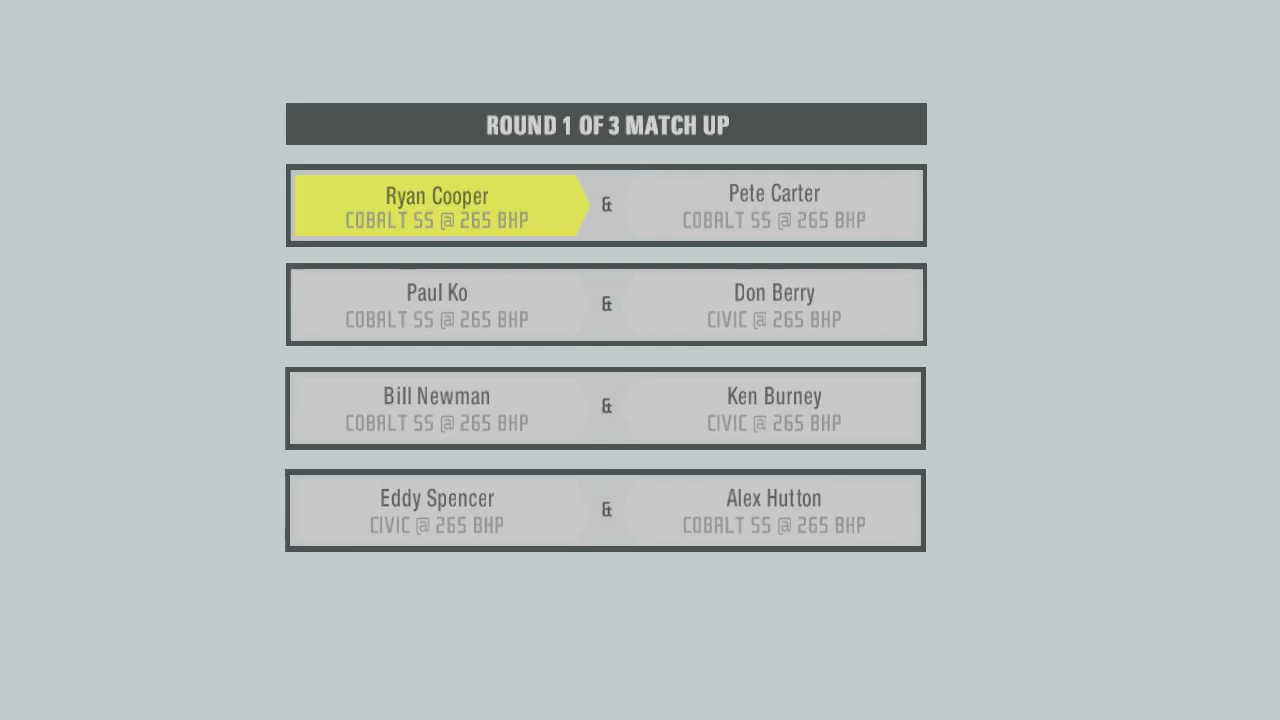 ROUND 1 OF 3 MATCH UP
Ryan Cooper & Pete Carter
COBALT SS @ 265 BHP COBALT SS @ 265 BHP
Paul Ko & Don Berry
COBALT SS @ 265 BHP CIVIC @ 265 BHP
Bill Newman & Ken Burney
COBALT SS @ 265 BHP CIVIC @ 265 BHP
Eddy Spencer & Alex Hutton
CIVIC @ 265 BHP COBALT SS @ 265 BHP